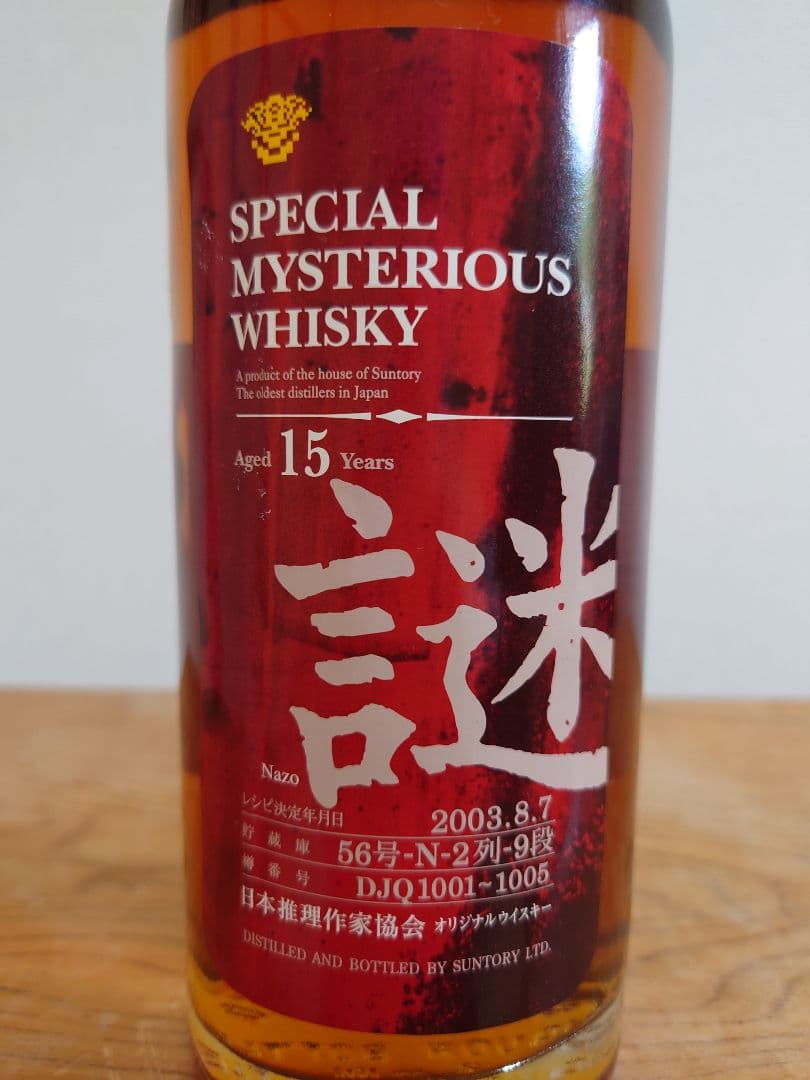 SPECIAL
MYSTERIOUS
WHISKY
A product of the house of Suntory
The oldest distillers in Japan
Aged 15 Years
謎
Nazo
レシピ決定年月日 2003.8.7
貯蔵庫 56号-N-2列-9段
樽番号 DJQ1001~1005
日本推理作家協会 オリジナルウイスキー
DISTILLED AND BOTTLED BY SUNTORY LTD.